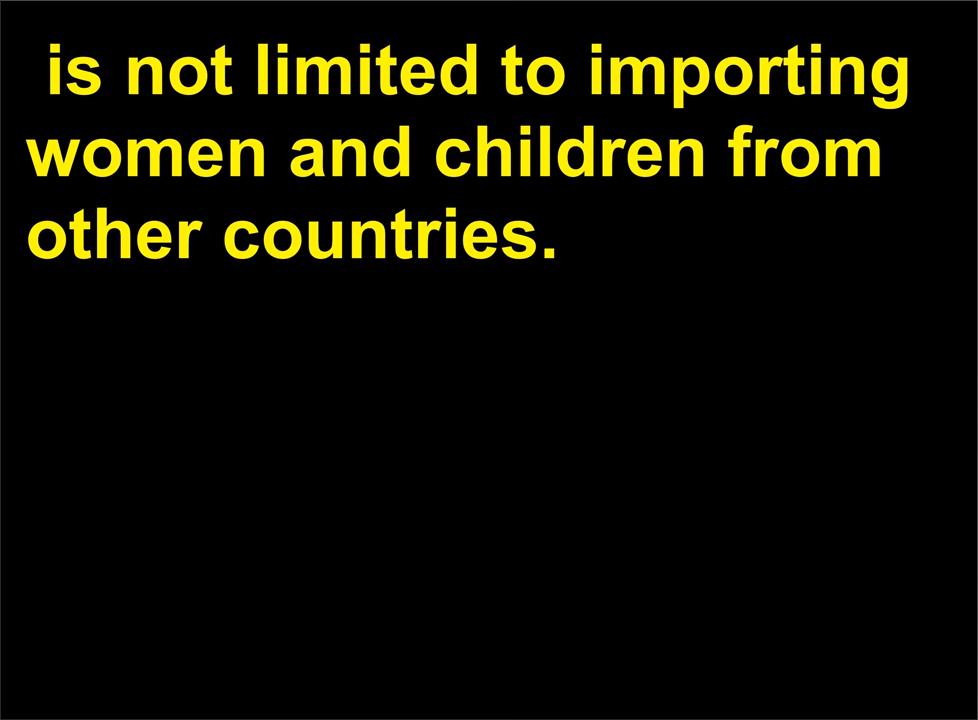 is not limited to importing
women and children from
other countries.